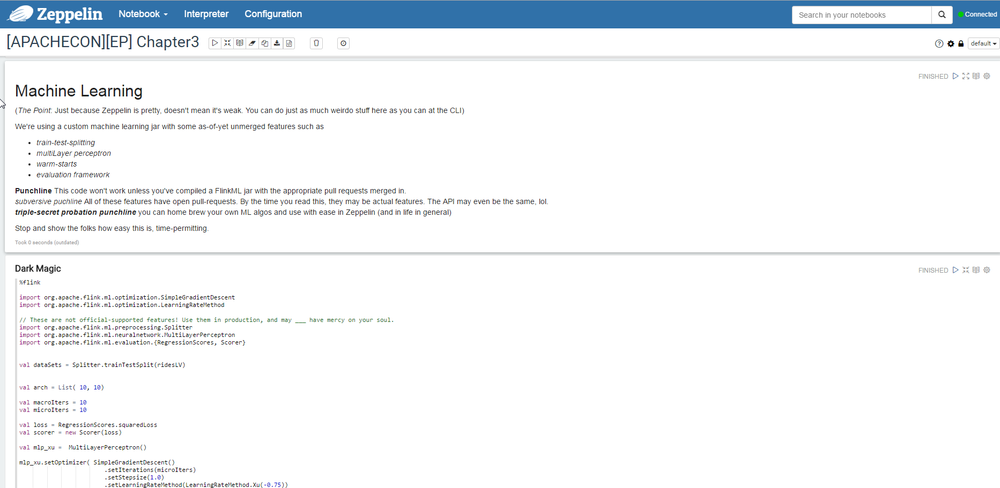 Zeppelin Notebook Interpreter Configuration Search in your notebooks Connected
[APACHECON][EP] Chapter3 default
FINISHED
Machine Learning
(The Point: Just because Zeppelin is pretty, doesn't mean it's weak. You can do just as much weirdo stuff here as you can at the CLI)
We're using a custom machine learning jar with some as-of-yet unmerged features such as
• train-test-splitting
• multiLayer perceptron
• warm-starts
• evaluation framework
Punchline This code won't work unless you've compiled a FlinkML jar with the appropriate pull requests merged in.
subversive puchline All of these features have open pull-requests. By the time you read this, they may be actual features. The API may even be the same, lol.
triple-secret probation punchline you can home brew your own ML algos and use with ease in Zeppelin (and in life in general)
Stop and show the folks how easy this is, time-permitting.
Took 0 seconds (outdated)
Dark Magic
FINISHED
%flink
import org.apache.flink.ml.optimization.SimpleGradientDescent
import org.apache.flink.ml.optimization.LearningRateMethod
// These are not official-supported features! Use them in production, and may ___ have mercy on your soul.
import org.apache.flink.ml.preprocessing.Splitter
import org.apache.flink.ml.neuralnetwork.MultiLayerPerceptron
import org.apache.flink.ml.evaluation.{RegressionScores, Scorer}
val dataSets = Splitter.trainTestSplit(ridesLV)
val arch = List( 10, 10)
val macroIters = 10
val microIters = 10
val loss = RegressionScores.squaredLoss
val scorer = new Scorer(loss)
val mlp_xu =  MultiLayerPerceptron()
mlp_xu.setOptimizer( SimpleGradientDescent()
.setIterations(microIters)
.setStepsize(1.0)
.setLearningRateMethod(LearningRateMethod.Xu(-0.75))